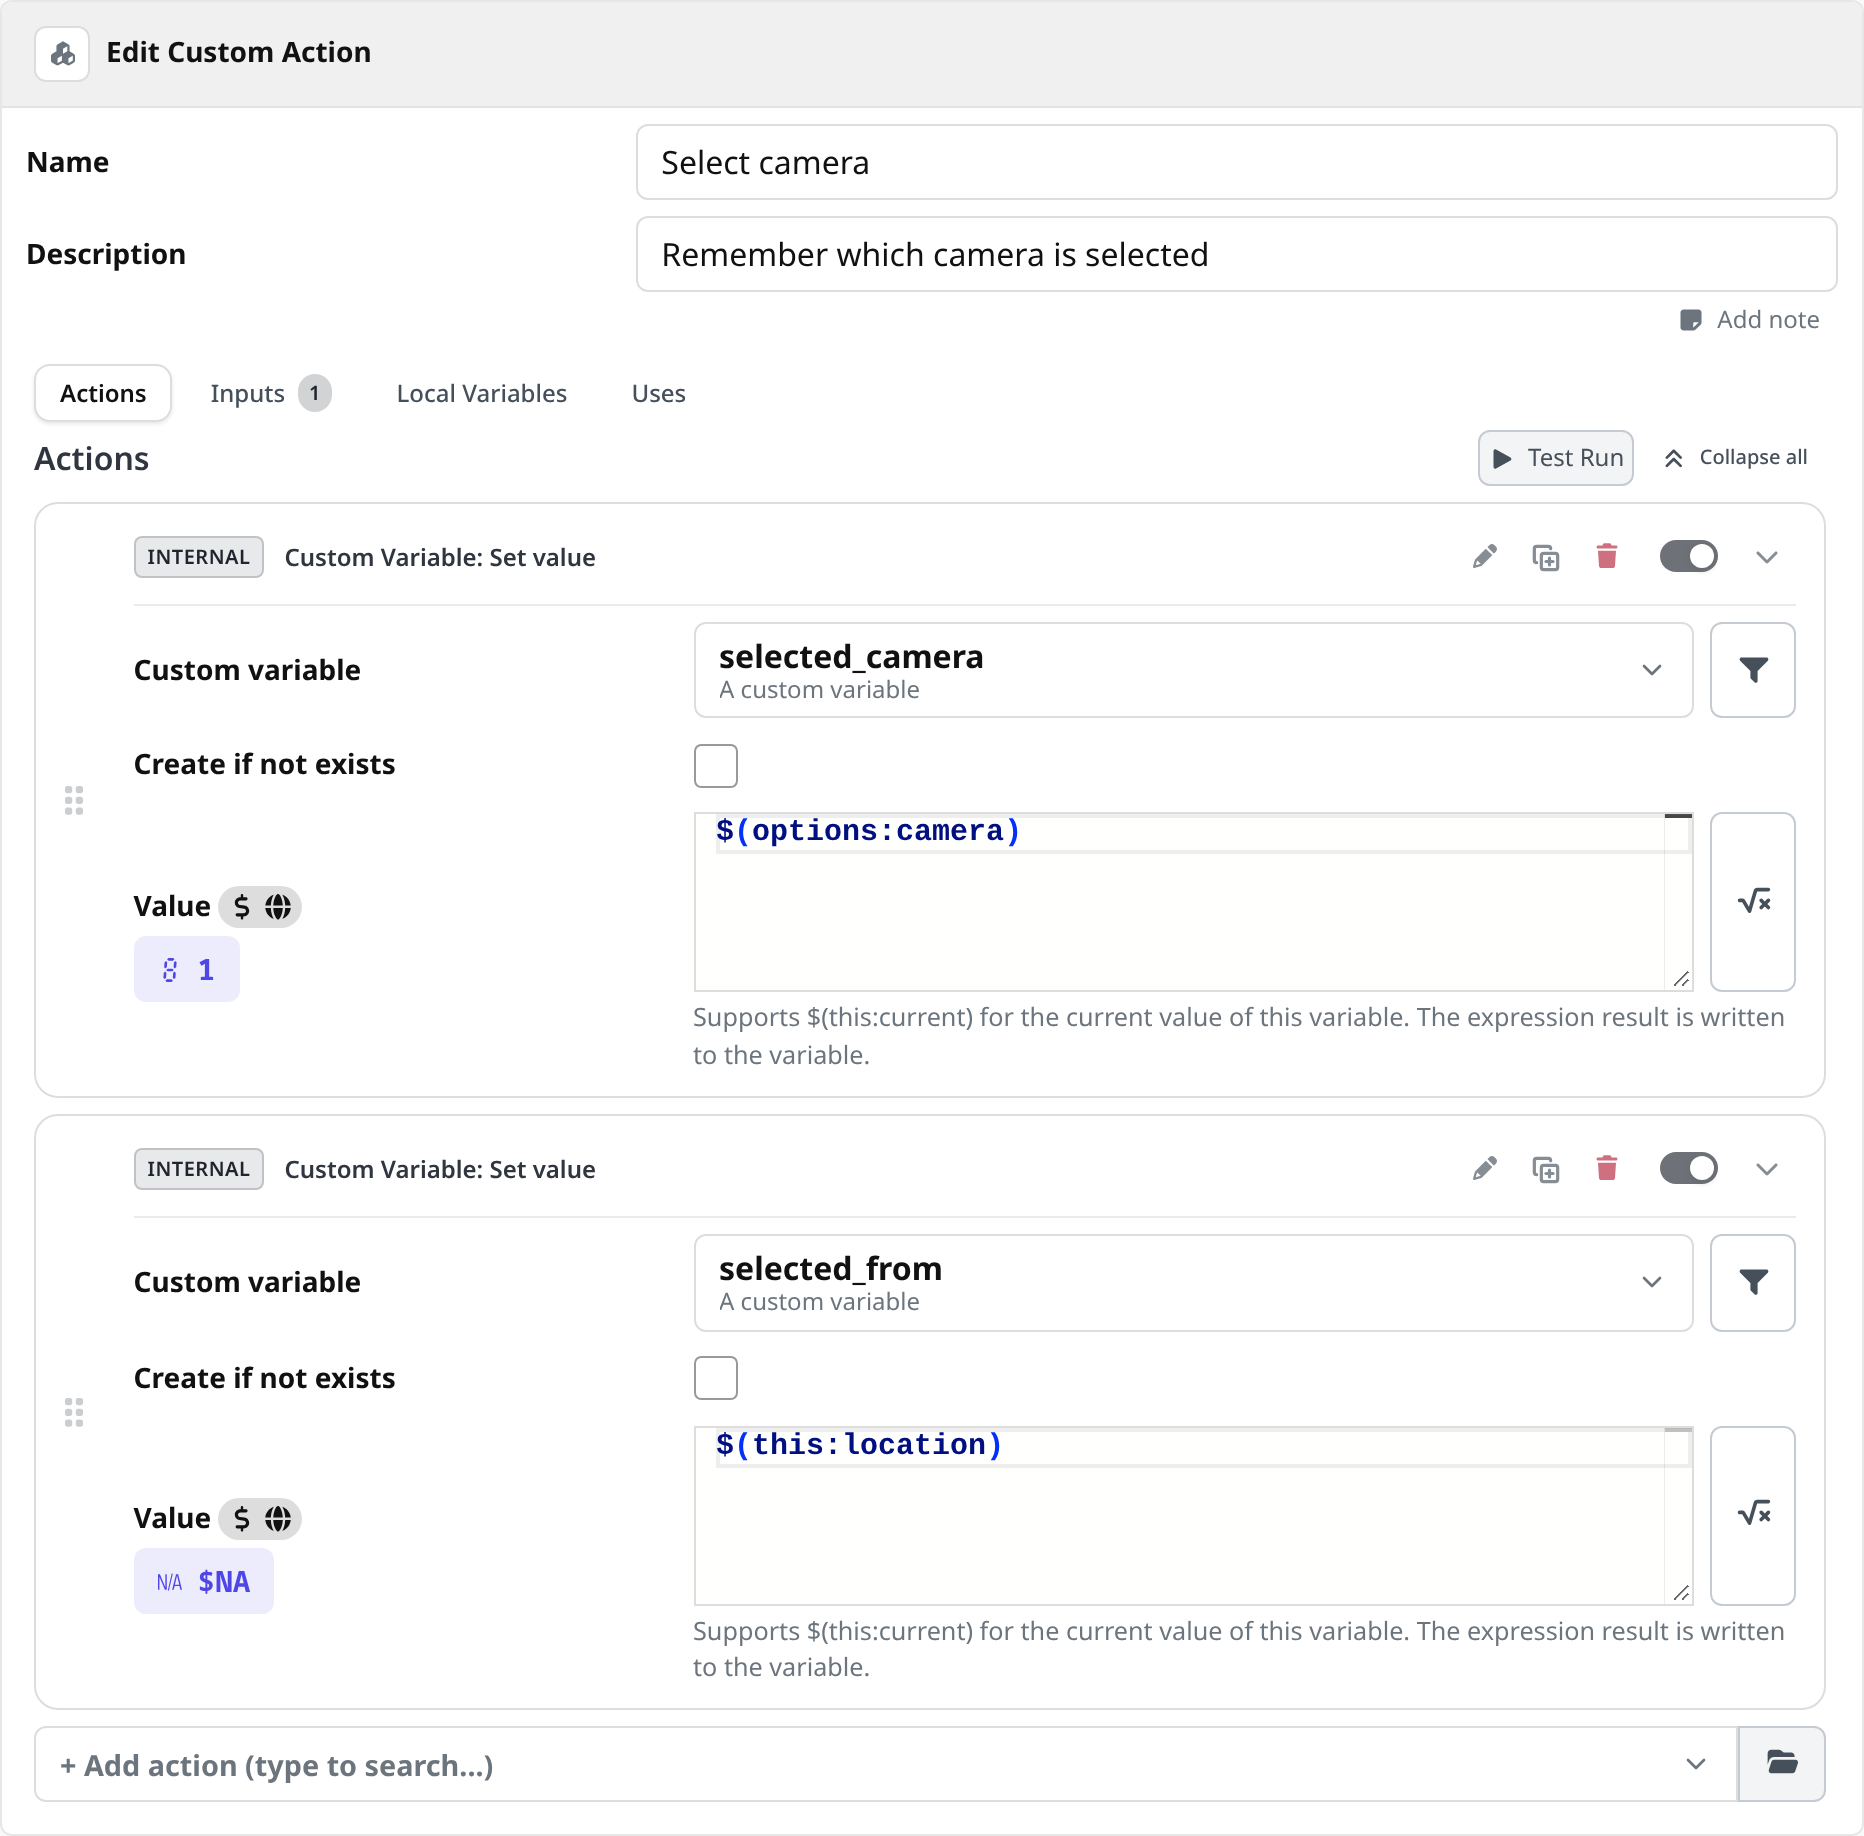 Edit Custom Action
Name
Select camera
Description
Remember which camera is selected
Add note
Actions
Inputs 1
Local Variables
Uses
Actions
Test Run
Collapse all
INTERNAL Custom Variable: Set value
Custom variable
selected_camera
A custom variable
Create if not exists
$(options:camera)
Value $
1
Supports $(this:current) for the current value of this variable. The expression result is written
to the variable.
INTERNAL Custom Variable: Set value
Custom variable
selected_from
A custom variable
Create if not exists
$(this:location)
Value $
N/A $NA
Supports $(this:current) for the current value of this variable. The expression result is written
to the variable.
+ Add action (type to search...)